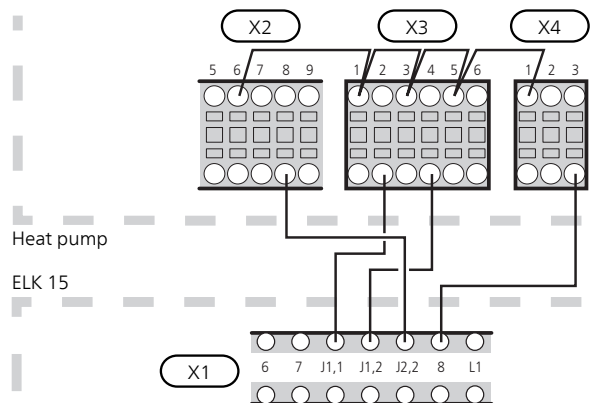 X2 X3 X4
5 6 7 8 9 1 2 3 4 5 6 1 2 3
Heat pump
ELK 15
X1 6 7 J1,1 J1,2 J2,2 8 L1